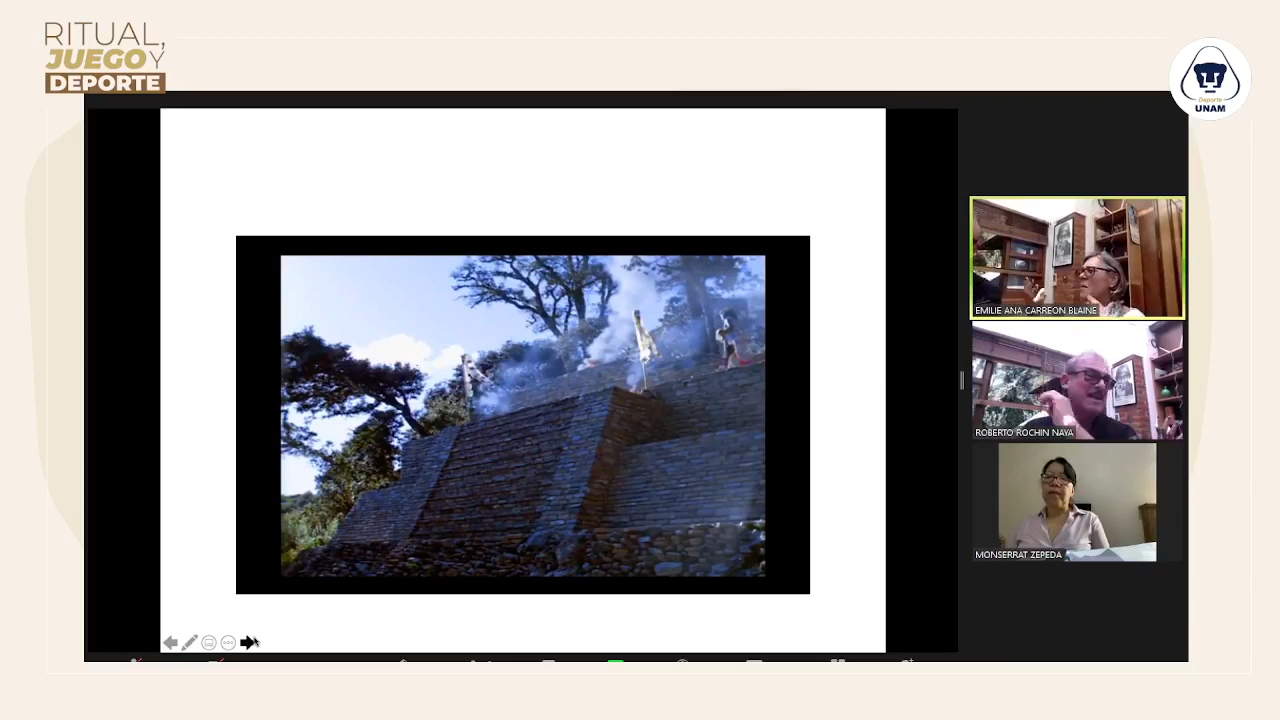 RITUAL,
JUEGO Y
DEPORTE
Deporte
UNAM
EMILIE ANA CARREON BLAINE
ROBERTO ROCHIN NAYA
MONSERRAT ZEPEDA